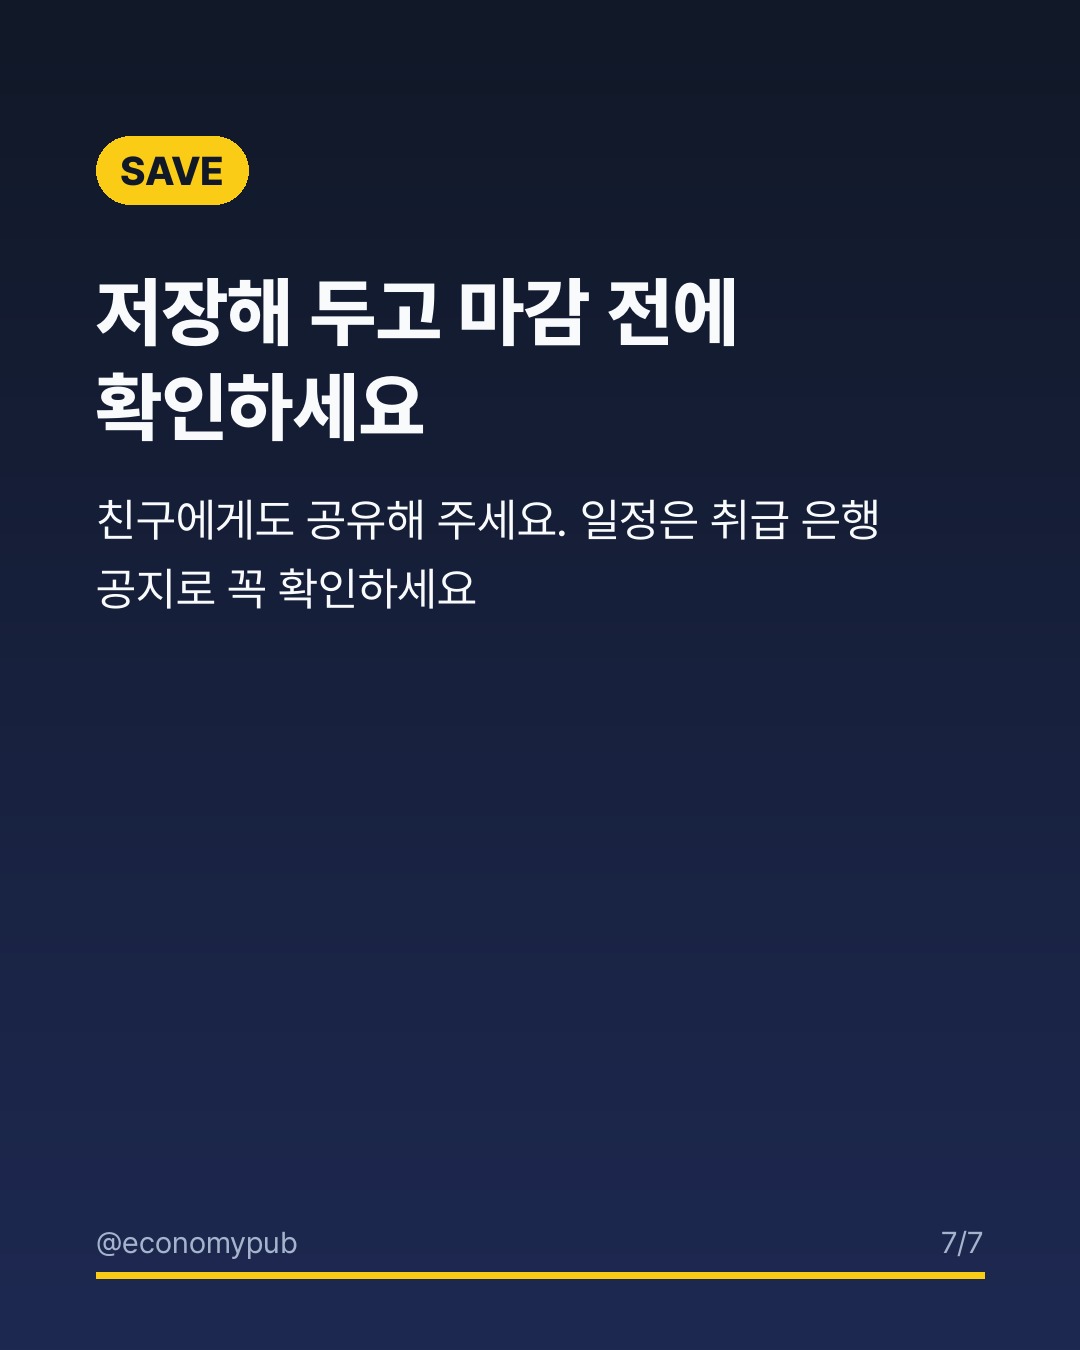 SAVE
저장해 두고 마감 전에
확인하세요
친구에게도 공유해 주세요. 일정은 취급 은행
공지로 꼭 확인하세요
@economypub
7/7